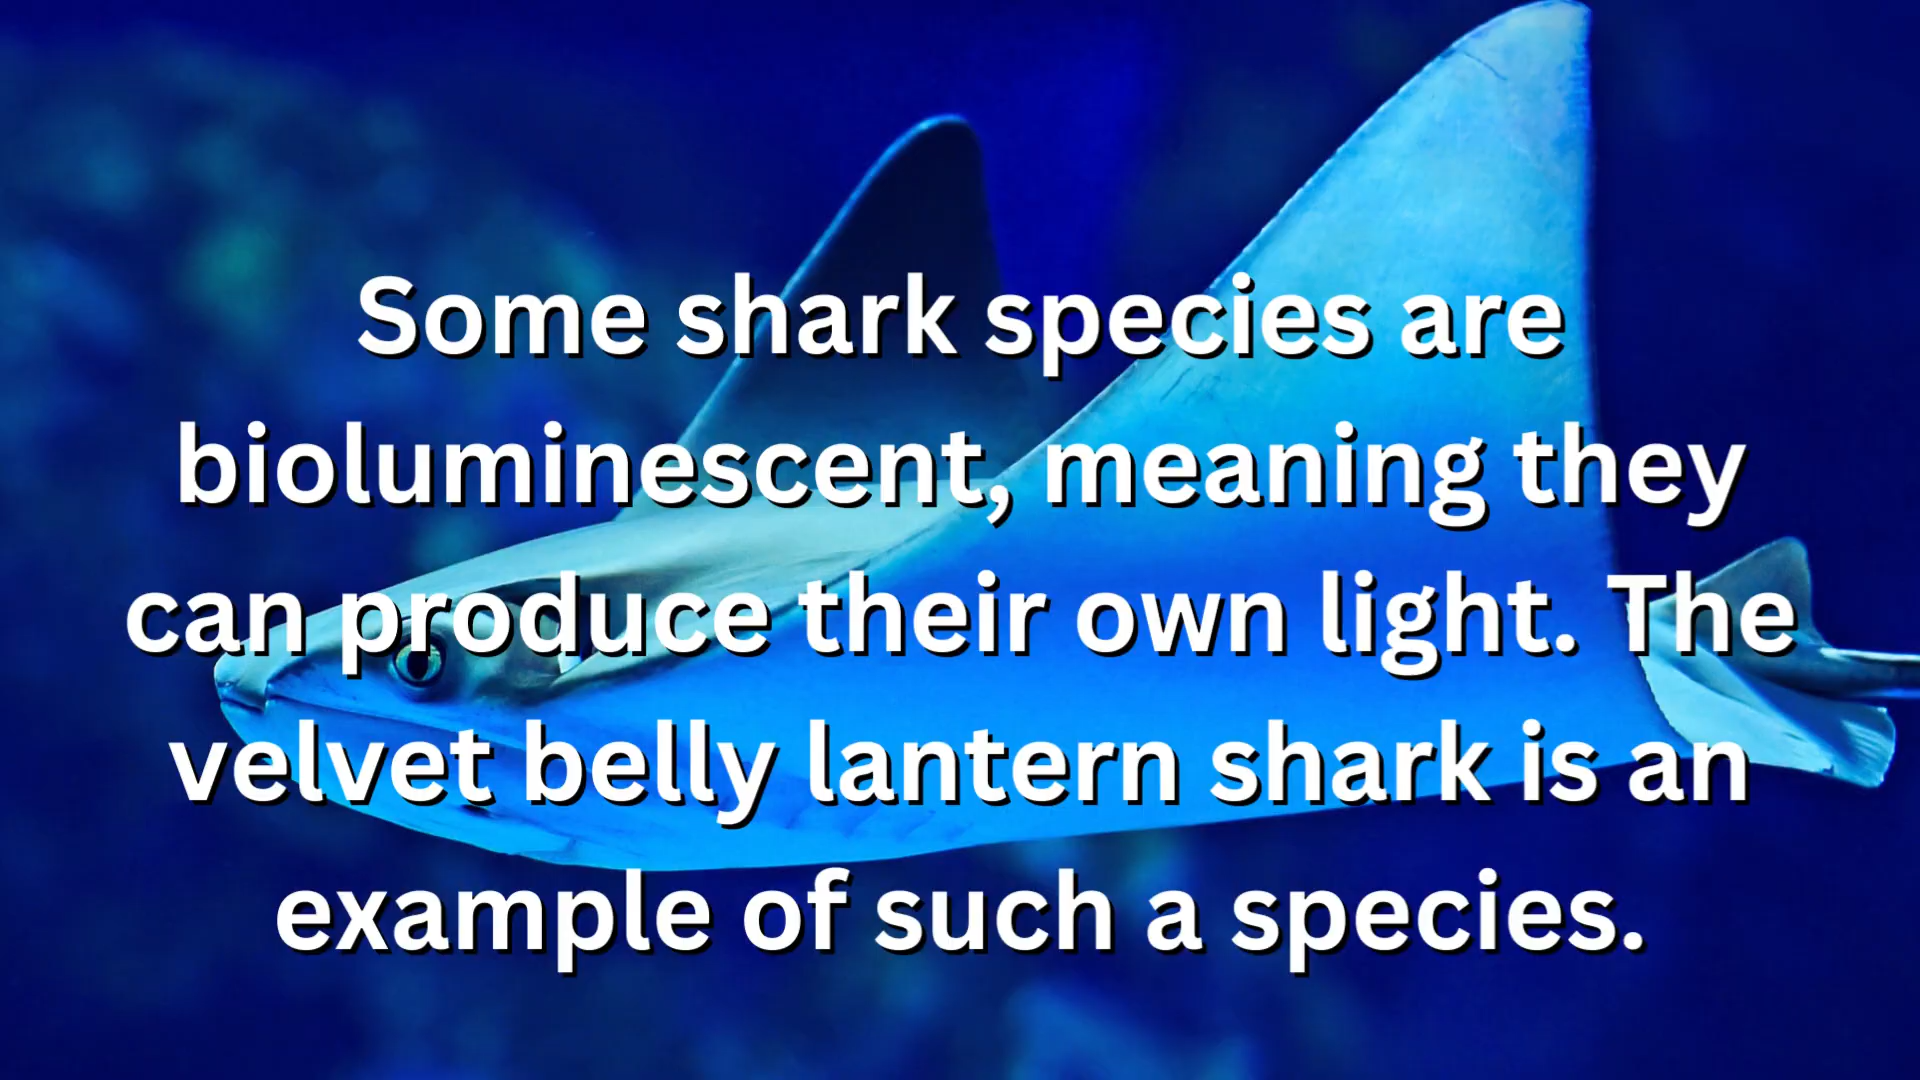 Some shark species are
bioluminescent, meaning they
can produce their own light. The
velvet belly lantern shark is an
example of such a species.